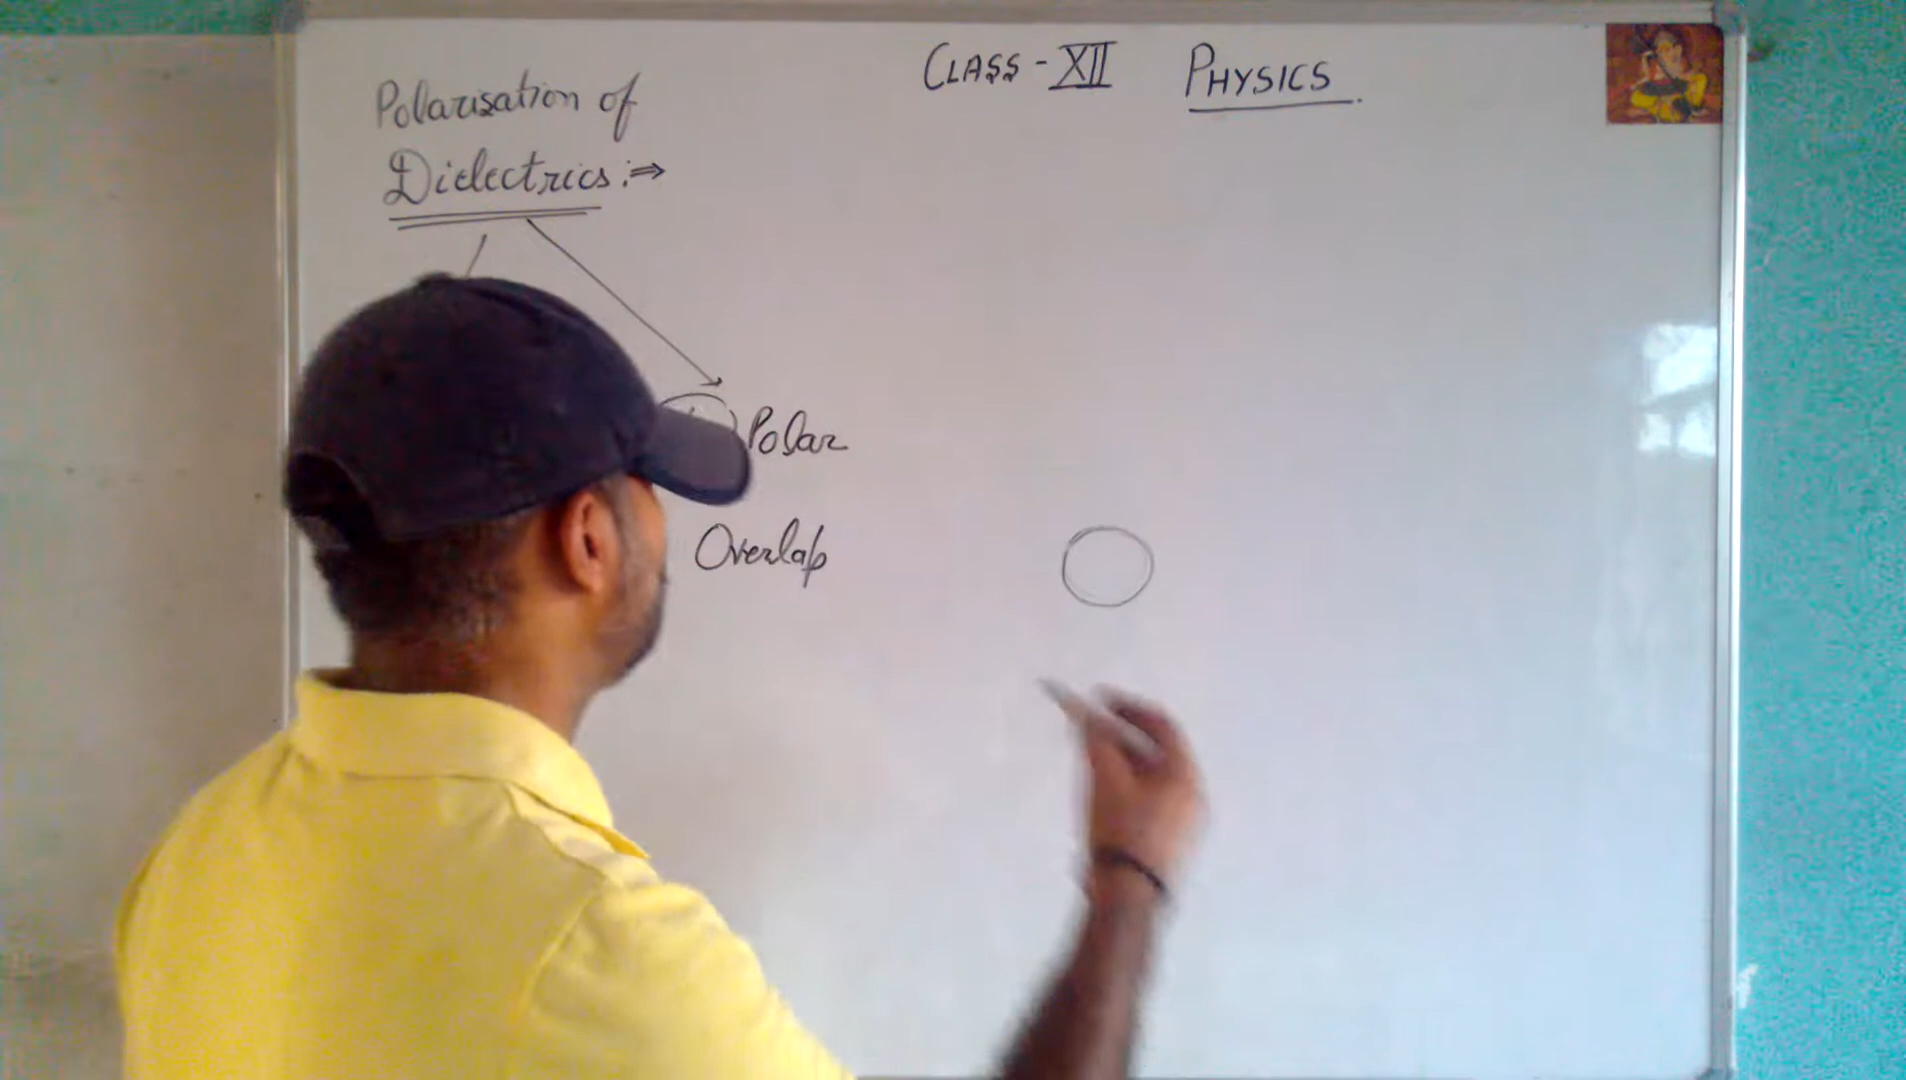 CLASS - XII PHYSICS
Polarisation of
Dielectrics :⇒
Polar
Overlap